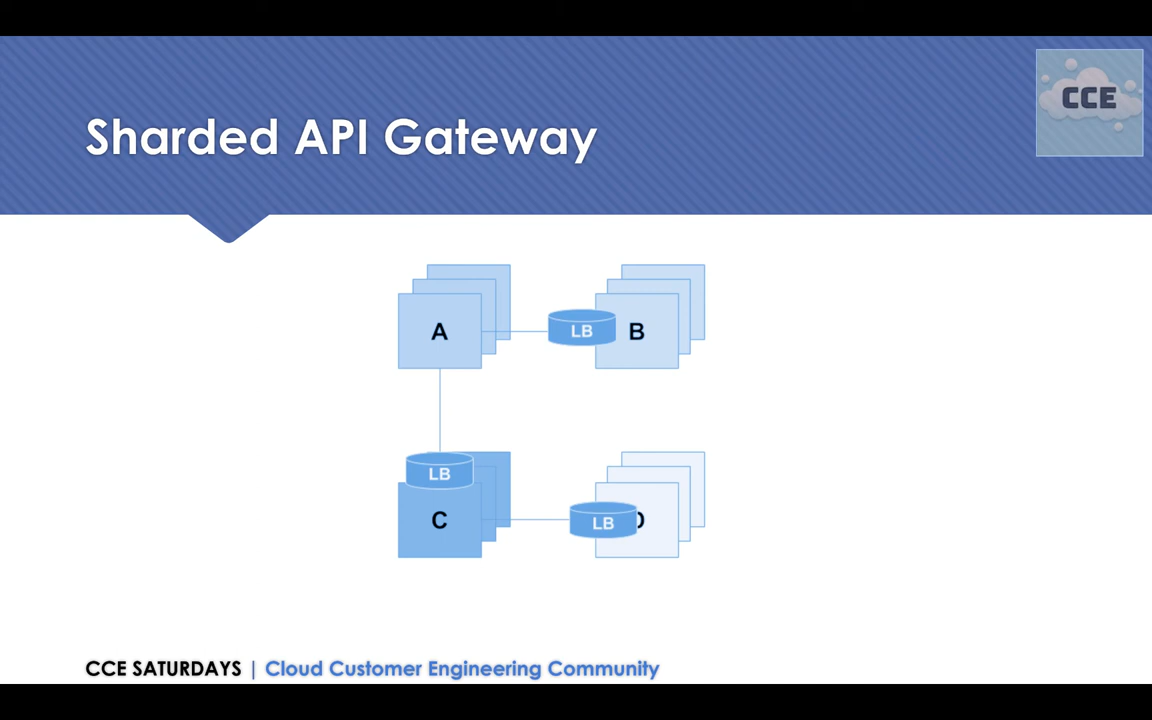 CCE
Sharded API Gateway
A
LB
B
LB
C
LB
CCE SATURDAYS | Cloud Customer Engineering Community